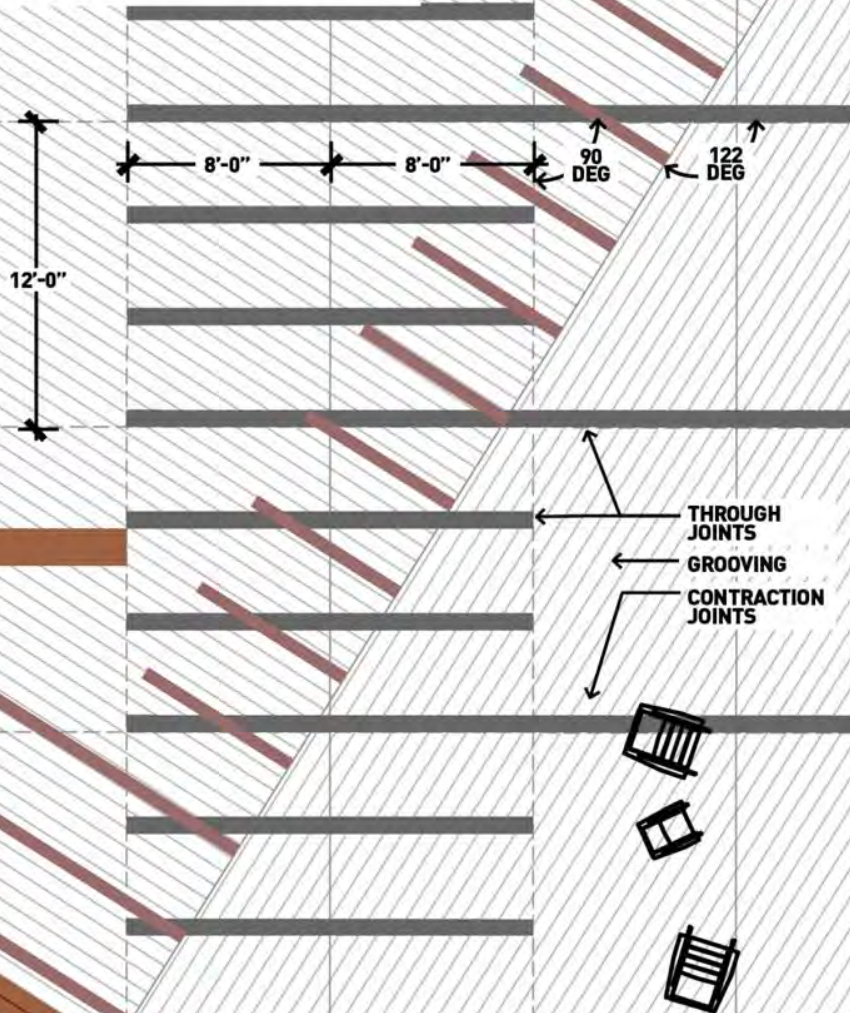 8'-0"
8'-0"
90
DEG
122
DEG
12'-0"
THROUGH
JOINTS
GROOVING
CONTRACTION
JOINTS